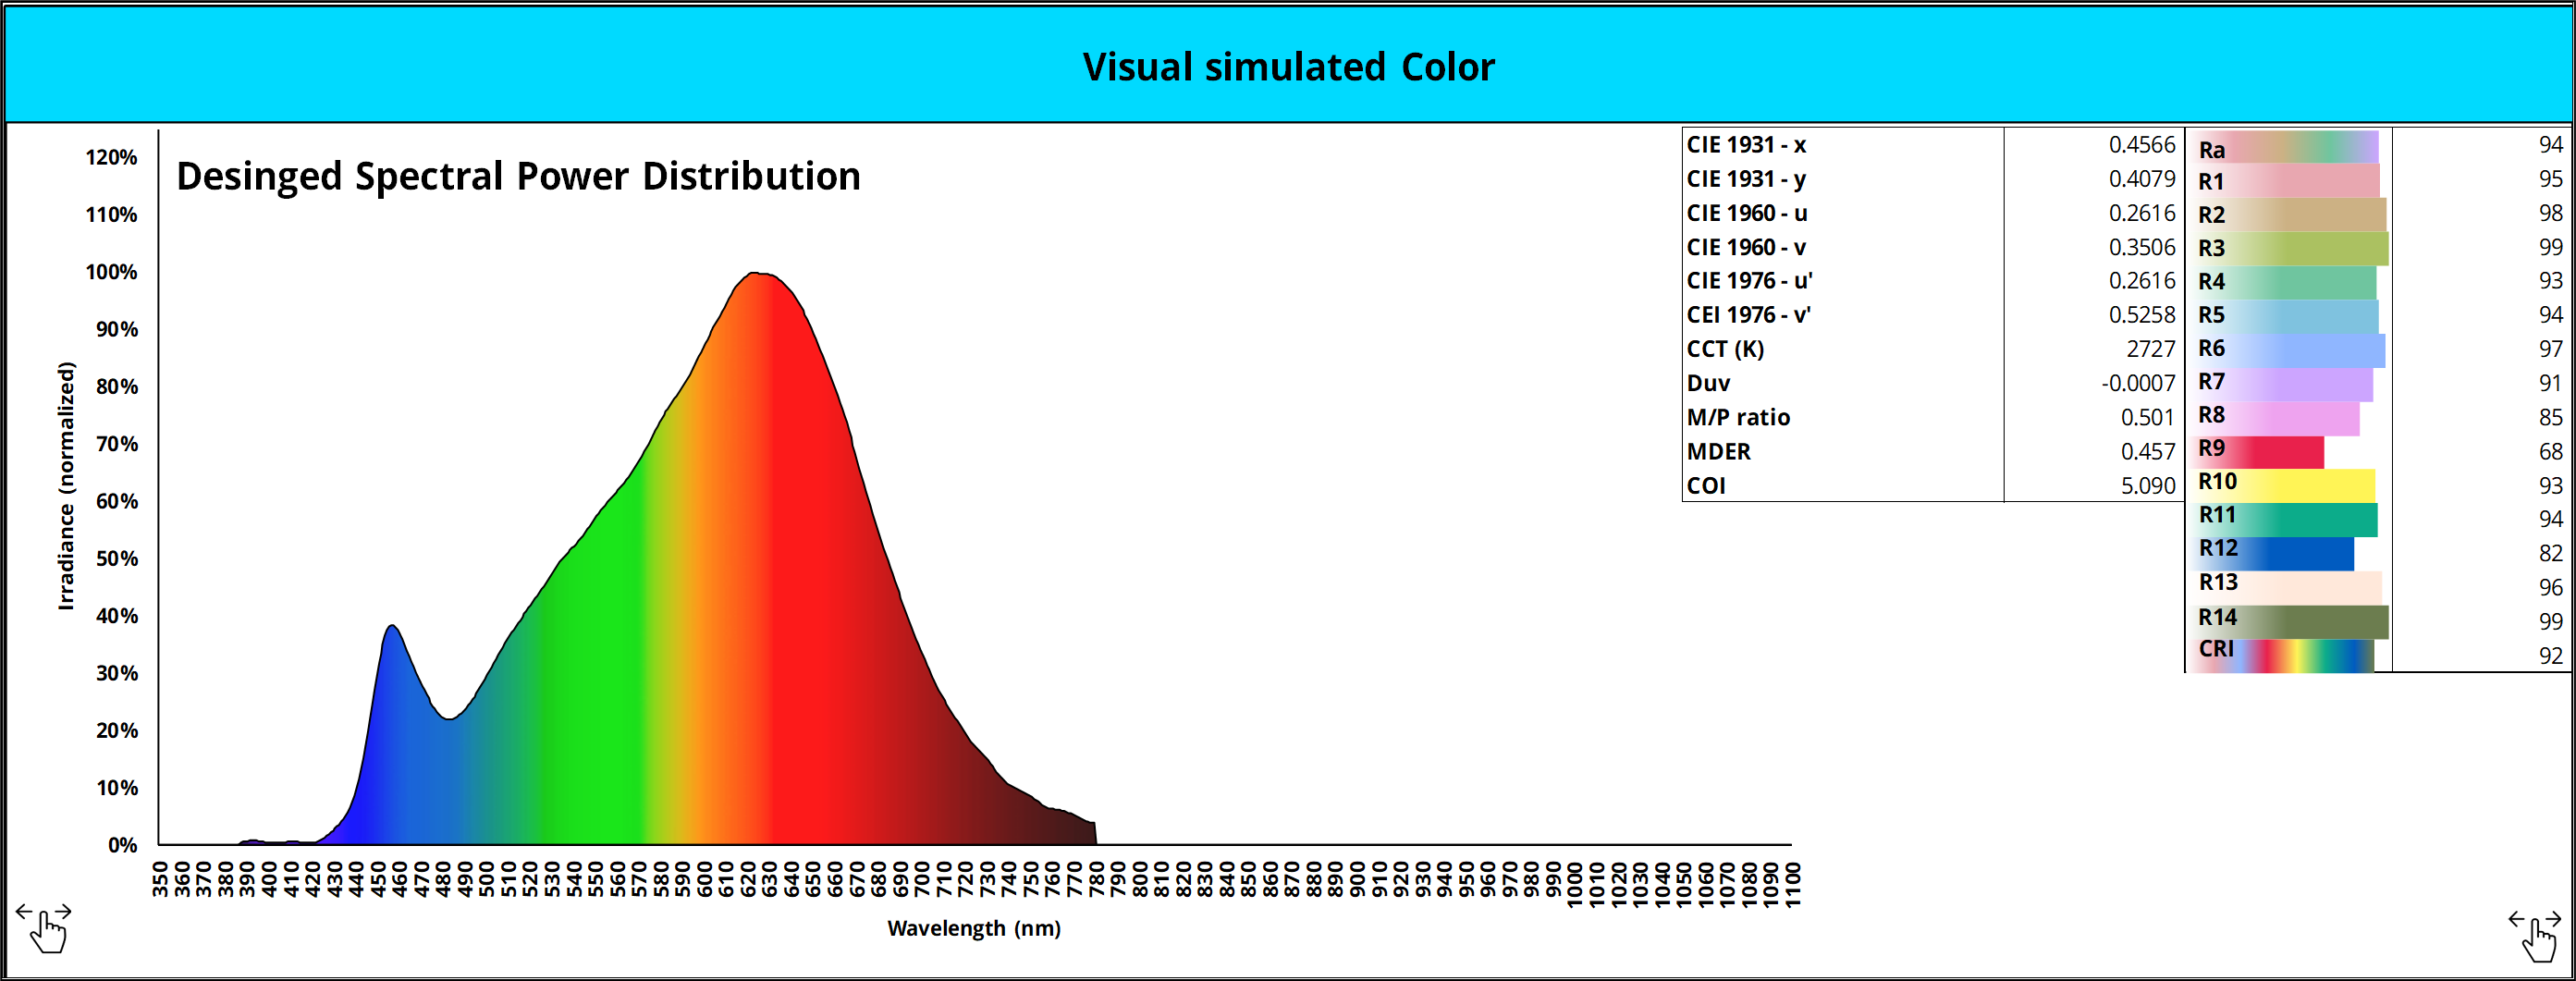 Visual simulated Color
Desinged Spectral Power Distribution
120%
110%
100%
90%
80%
70%
60%
50%
40%
30%
20%
10%
0%
Irradiance (normalized)
350 360 370 380 390 400 410 420 430 440 450 460 470 480 490 500 510 520 530 540 550 560 570 580 590 600 610 620 630 640 650 660 670 680 690 700 710 720 730 740 750 760 770 780 790 800 810 820 830 840 850 860 870 880 890 900 910 920 930 940 950 960 970 980 990 1000 1010 1020 1030 1040 1050 1060 1070 1080 1090 1100
Wavelength (nm)
CIE 1931 - x 0.4566
CIE 1931 - y 0.4079
CIE 1960 - u 0.2616
CIE 1960 - v 0.3506
CIE 1976 - u' 0.2616
CEI 1976 - v' 0.5258
CCT (K) 2727
Duv -0.0007
M/P ratio 0.501
MDER 0.457
COI 5.090
Ra 94
R1 95
R2 98
R3 99
R4 93
R5 94
R6 97
R7 91
R8 85
R9 68
R10 93
R11 94
R12 82
R13 96
R14 99
CRI 92